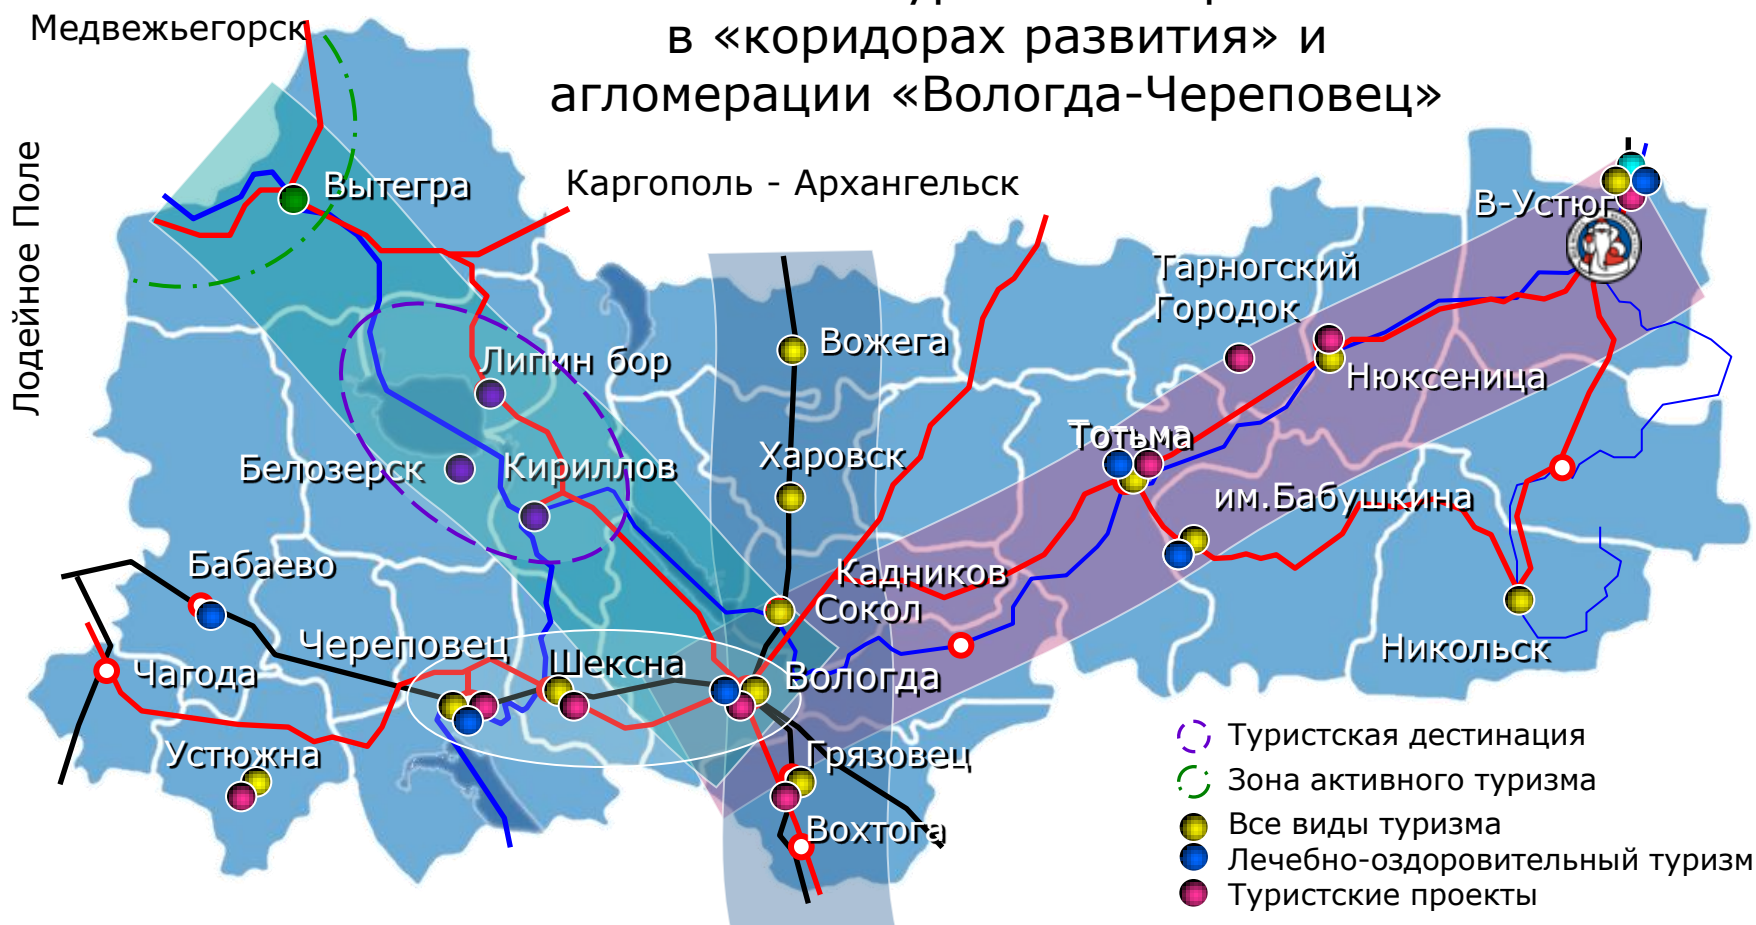 в «коридорах развития» и
агломерации «Вологда-Череповец»
Медвежьегорск
Лодейное Поле
Каргополь - Архангельск
Вытегра
В-Устюг
Тарногский
Городок
Вожега
Липин бор
Нюксеница
Тотьма
Харовск
Белозерск
Кириллов
им.Бабушкина
Бабаево
Кадников
Сокол
Череповец
Шексна
Вологда
Никольск
Чагода
Устюжна
Грязовец
Вохтога
Туристская дестинация
Зона активного туризма
Все виды туризма
Лечебно-оздоровительный туризм
Туристские проекты